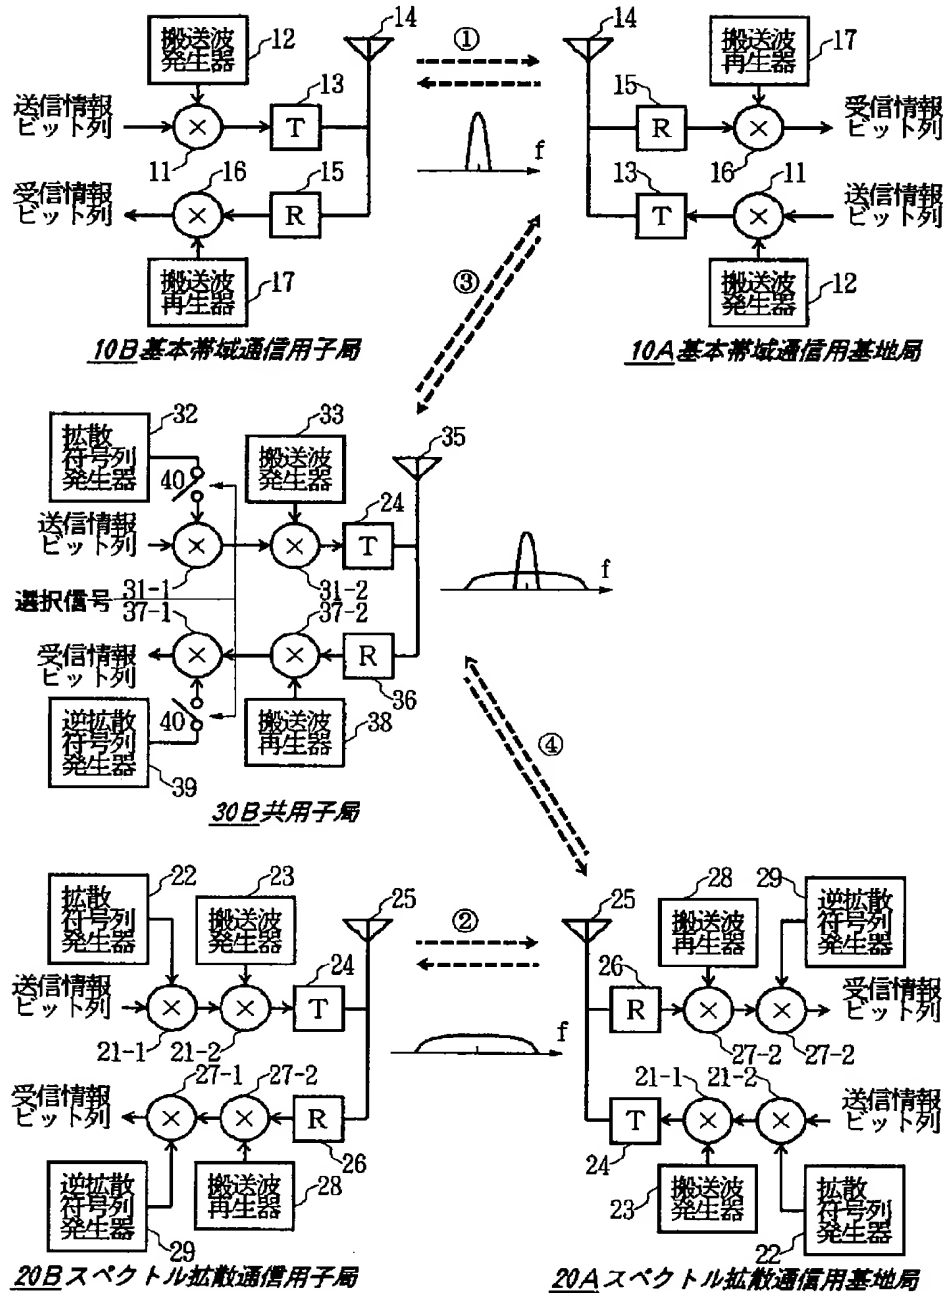 14
①
14
搬送波
発生器
12
搬送波
再生器
17
送信情報
ビット列
13
T
15
R
受信情報
ビット列
11
16
15
f
16
11
受信情報
ビット列
R
13
T
送信情報
ビット列
搬送波
再生器
17
③
搬送波
発生器
12
10B基本帯域通信用子局
10A基本帯域通信用基地局
32
33
35
拡散
符号列
発生器
40
搬送波
発生器
24
送信情報
ビット列
T
f
31-1
31-2
選択信号
37-1
37-2
受信情報
ビット列
R
36
逆拡散
符号列
発生器
40
搬送波
再生器
38
④
39
30B共用子局
22
23
25
②
25
28
29
拡散
符号列
発生器
搬送波
発生器
搬送波
再生器
逆拡散
符号列
発生器
24
26
送信情報
ビット列
T
R
受信情報
ビット列
21-1
21-2
f
27-2
27-2
27-1
27-2
21-1
21-2
受信情報
ビット列
R
T
送信情報
ビット列
26
24
逆拡散
符号列
発生器
搬送波
再生器
28
23
搬送波
発生器
拡散
符号列
発生器
29
22
20Bスペクトル拡散通信用子局
20Aスペクトル拡散通信用基地局